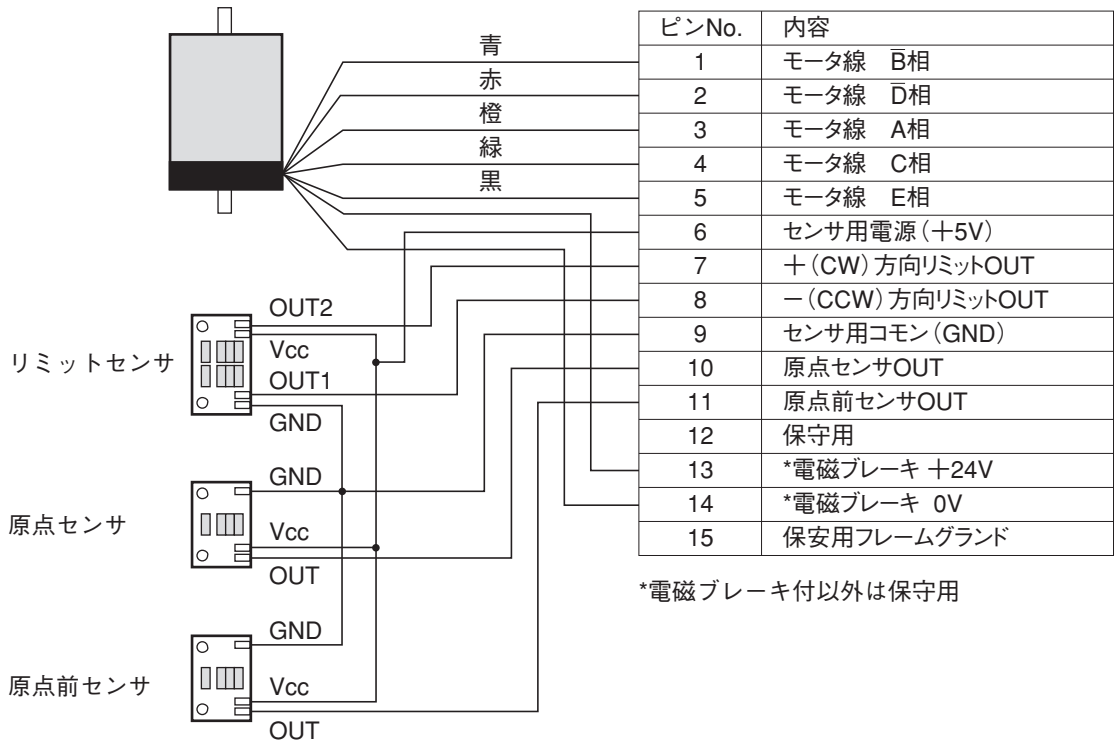 青
赤
橙
緑
黒
リミットセンサ
OUT2
Vcc
OUT1
GND
原点センサ
GND
Vcc
OUT
原点前センサ
GND
Vcc
OUT
ピンNo. 内容
1 モータ線 B̅相
2 モータ線 D̅相
3 モータ線 A相
4 モータ線 C相
5 モータ線 E相
6 センサ用電源(＋5V)
7 ＋(CW)方向リミットOUT
8 －(CCW)方向リミットOUT
9 センサ用コモン(GND)
10 原点センサOUT
11 原点前センサOUT
12 保守用
13 *電磁ブレーキ ＋24V
14 *電磁ブレーキ 0V
15 保安用フレームグランド
*電磁ブレーキ付以外は保守用